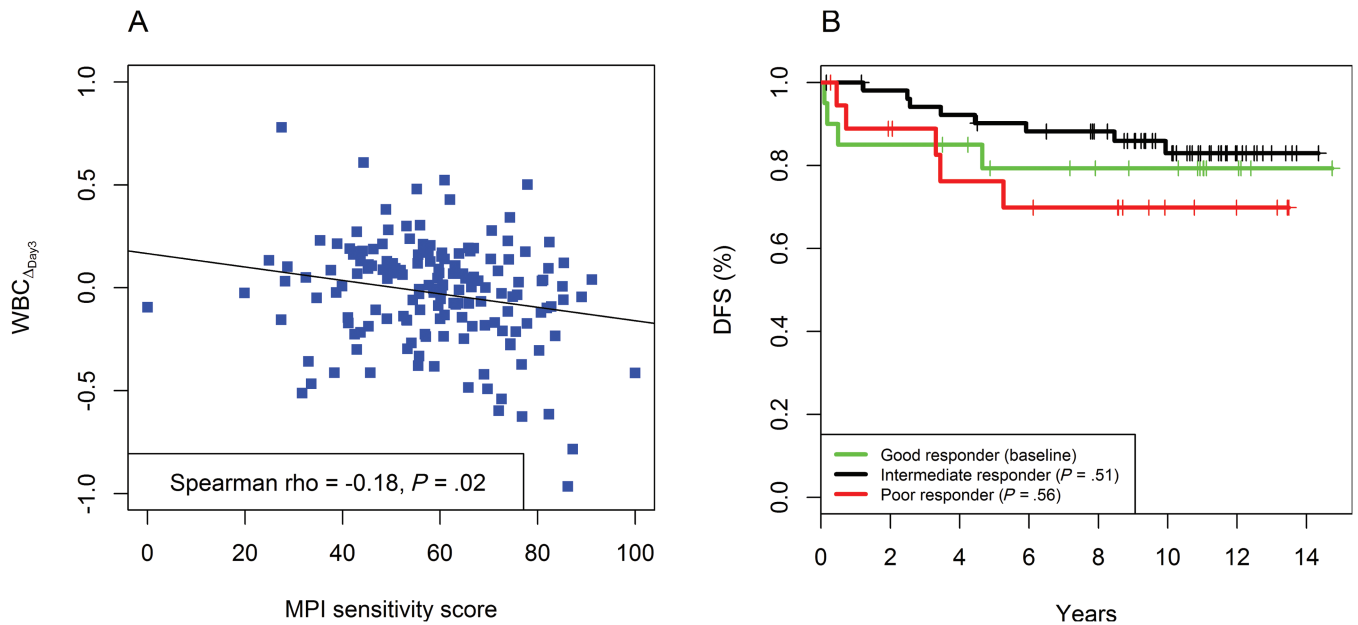 A
1.0
0.5
0.0
-0.5
-1.0
WBCΔDay3
Spearman rho = -0.18, P = .02
0 20 40 60 80 100
MPI sensitivity score
B
1.0
0.8
0.6
0.4
0.2
0.0
DFS (%)
Good responder (baseline)
Intermediate responder (P = .51)
Poor responder (P = .56)
0 2 4 6 8 10 12 14
Years